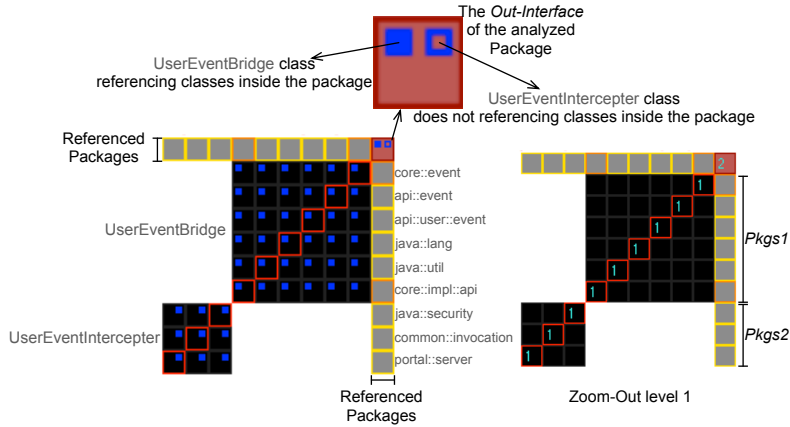 The Out-Interface
of the analyzed
Package
UserEventBridge class
referencing classes inside the package
UserEventIntercepter class
does not referencing classes inside the package
Referenced
Packages
core::event
api::event
api::user::event
java::lang
java::util
core::impl::api
java::security
common::invocation
portal::server
UserEventBridge
UserEventIntercepter
Referenced
Packages
2
1
1
1
1
1
1
1
1
1
Pkgs1
Pkgs2
Zoom-Out level 1